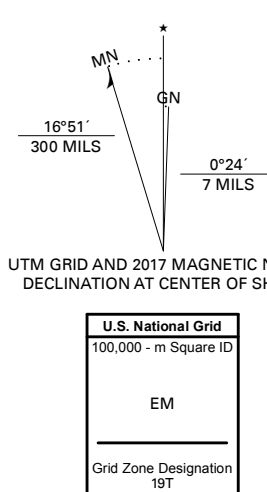 ★
MN
GN
16°51´
300 MILS
0°24´
7 MILS
UTM GRID AND 2017 MAGNETIC N
DECLINATION AT CENTER OF SH
U.S. National Grid
100,000 - m Square ID
EM
Grid Zone Designation
19T